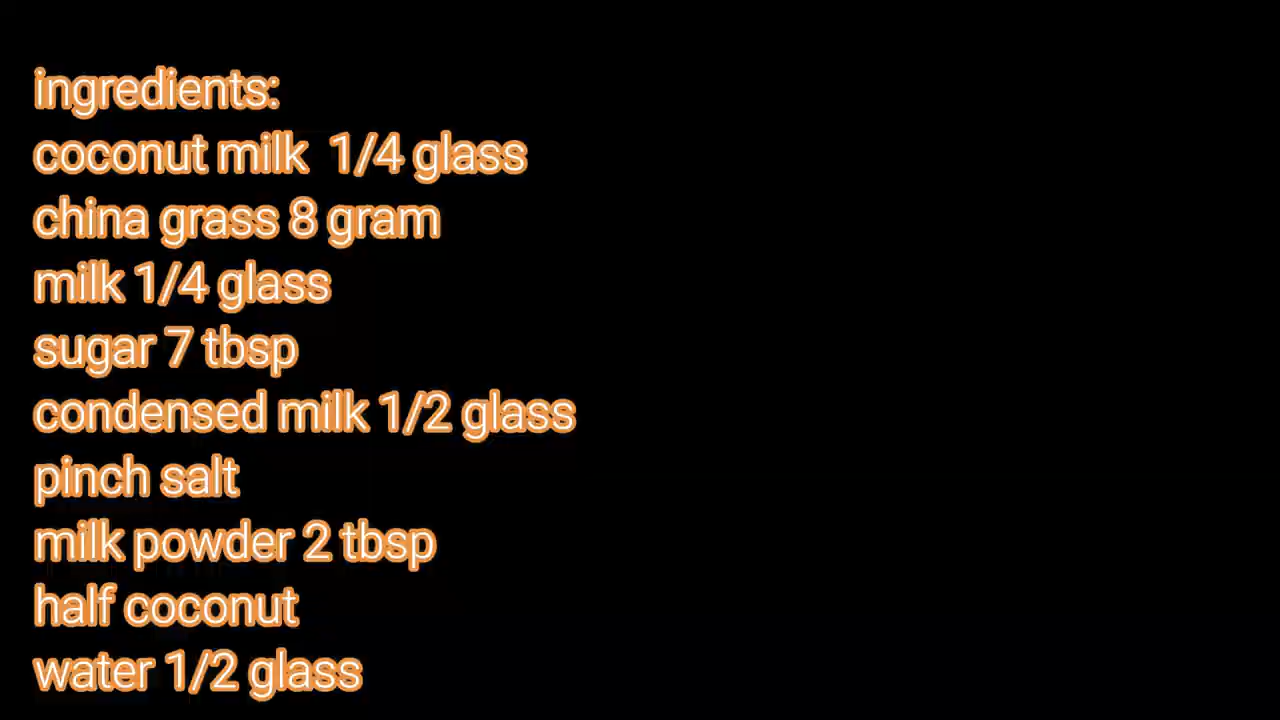 ingredients:
coconut milk 1/4 glass
china grass 8 gram
milk 1/4 glass
sugar 7 tbsp
condensed milk 1/2 glass
pinch salt
milk powder 2 tbsp
half coconut
water 1/2 glass